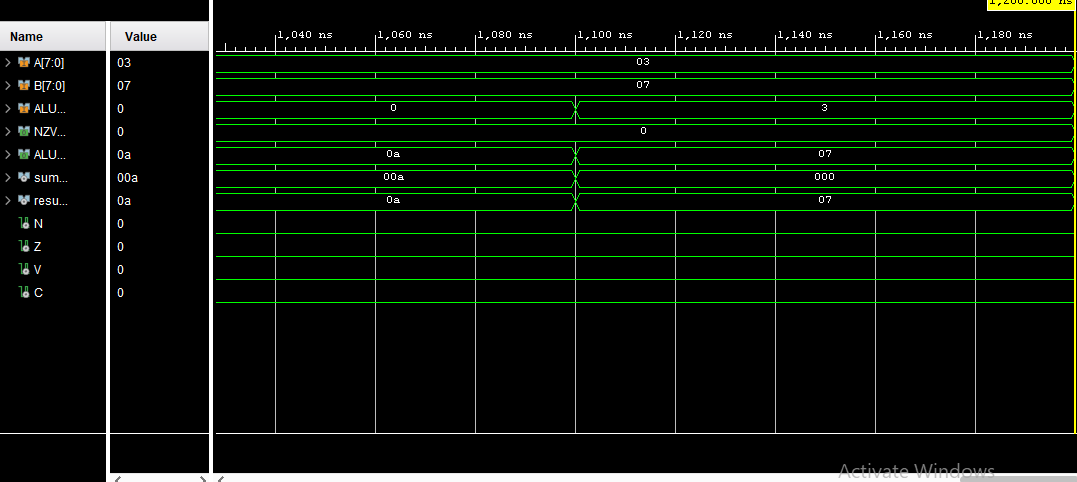 1,200.000 ns
Name Value
1,040 ns 1,060 ns 1,080 ns 1,100 ns 1,120 ns 1,140 ns 1,160 ns 1,180 ns
A[7:0] 03 03
B[7:0] 07 07
ALU... 0 0 3
NZV... 0 0
ALU... 0a 0a 07
sum... 00a 00a 000
resu... 0a 0a 07
N 0
Z 0
V 0
C 0
Activate Windows